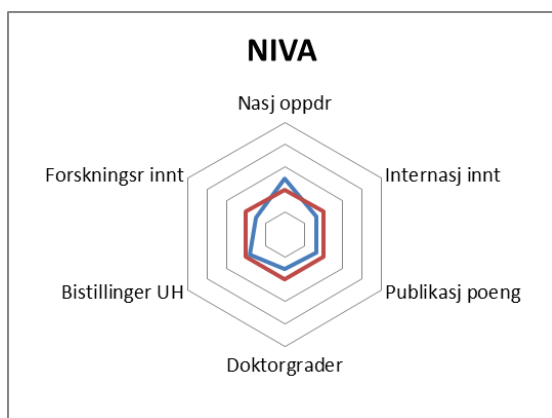 NIVA
Nasj oppdr
Forskningsr innt
Internasj innt
Bistillinger UH
Publikasj poeng
Doktorgrader